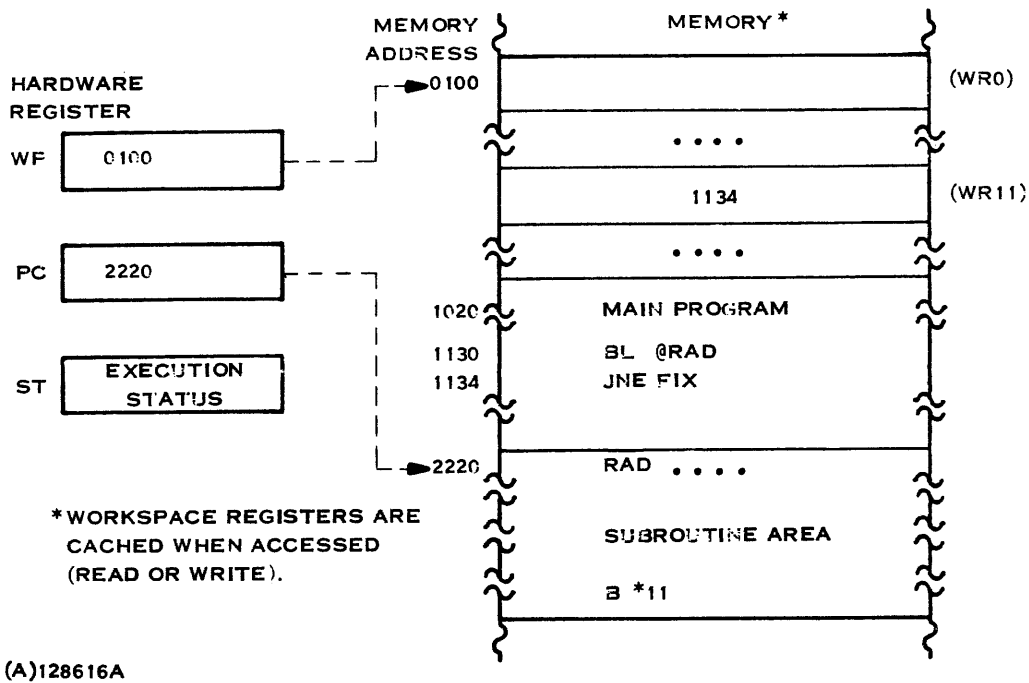 MEMORY
ADDRESS
MEMORY*
HARDWARE
REGISTER
0100
(WR0)
WP 0100
. . . .
1134
(WR11)
. . . .
PC 2220
1020 MAIN PROGRAM
1130 BL @RAD
1134 JNE FIX
ST EXECUTION
STATUS
2220 RAD . . . .
*WORKSPACE REGISTERS ARE
CACHED WHEN ACCESSED
(READ OR WRITE).
SUBROUTINE AREA
B *11
(A)128616A